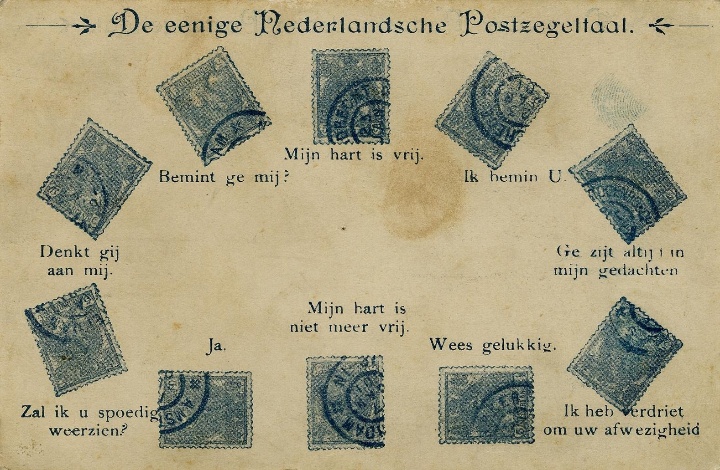 De eenige Nederlandsche Postzegeltaal.
Mijn hart is vrij.
Bemint ge mij?
Ik bemin U.
Denkt gij
aan mij.
Ge zijt altijd in
mijn gedachten
Mijn hart is
niet meer vrij.
Ja.
Wees gelukkig.
Zal ik u spoedig
weerzien?
Ik heb verdriet
om uw afwezigheid